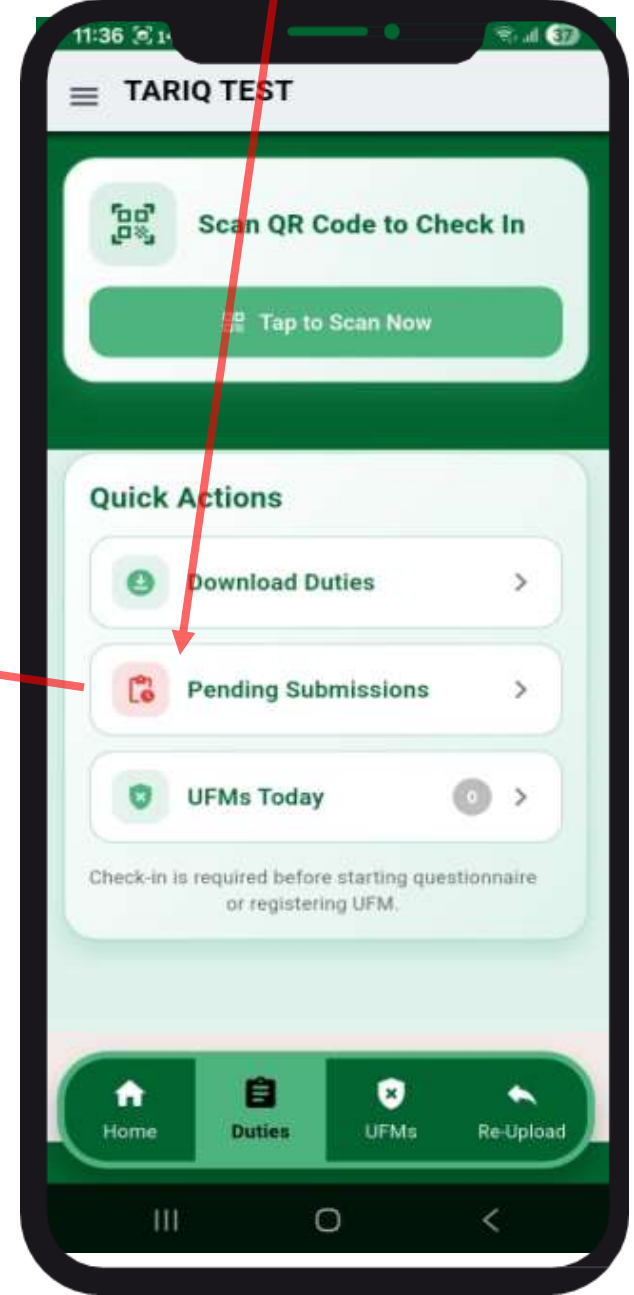 11:36
37
TARIQ TEST
Scan QR Code to Check In
Tap to Scan Now
Quick Actions
Download Duties
Pending Submissions
UFMs Today
0
Check-in is required before starting questionnaire
or registering UFM.
Home
Duties
UFMs
Re-Upload